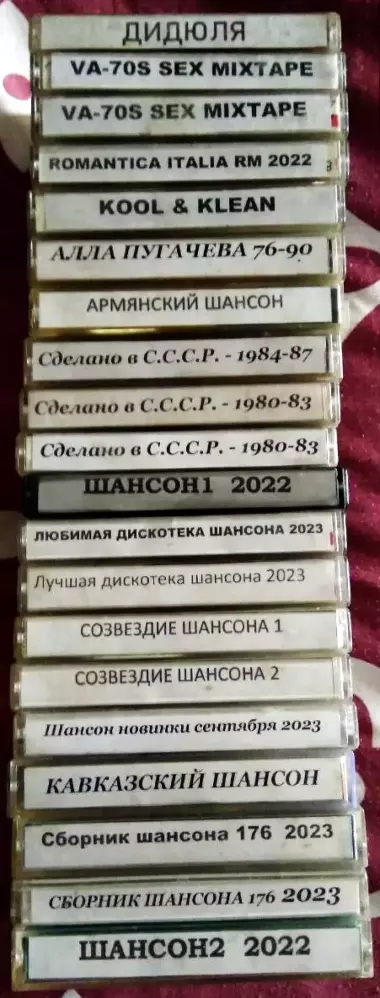 ДИДЮЛЯ
VA-70S SEX MIXTAPE
VA-70S SEX MIXTAPE
ROMANTICA ITALIA RM 2022
KOOL & KLEAN
АЛЛА ПУГАЧЕВА 76-90
АРМЯНСКИЙ ШАНСОН
Сделано в С.С.С.Р. - 1984-87
Сделано в С.С.С.Р. - 1980-83
Сделано в С.С.С.Р. - 1980-83
ШАНСОН1 2022
ЛЮБИМАЯ ДИСКОТЕКА ШАНСОНА 2023
Лучшая дискотека шансона 2023
СОЗВЕЗДИЕ ШАНСОНА 1
СОЗВЕЗДИЕ ШАНСОНА 2
Шансон новинки сентября 2023
КАВКАЗСКИЙ ШАНСОН
Сборник шансона 176 2023
СБОРНИК ШАНСОНА 176 2023
ШАНСОН2 2022